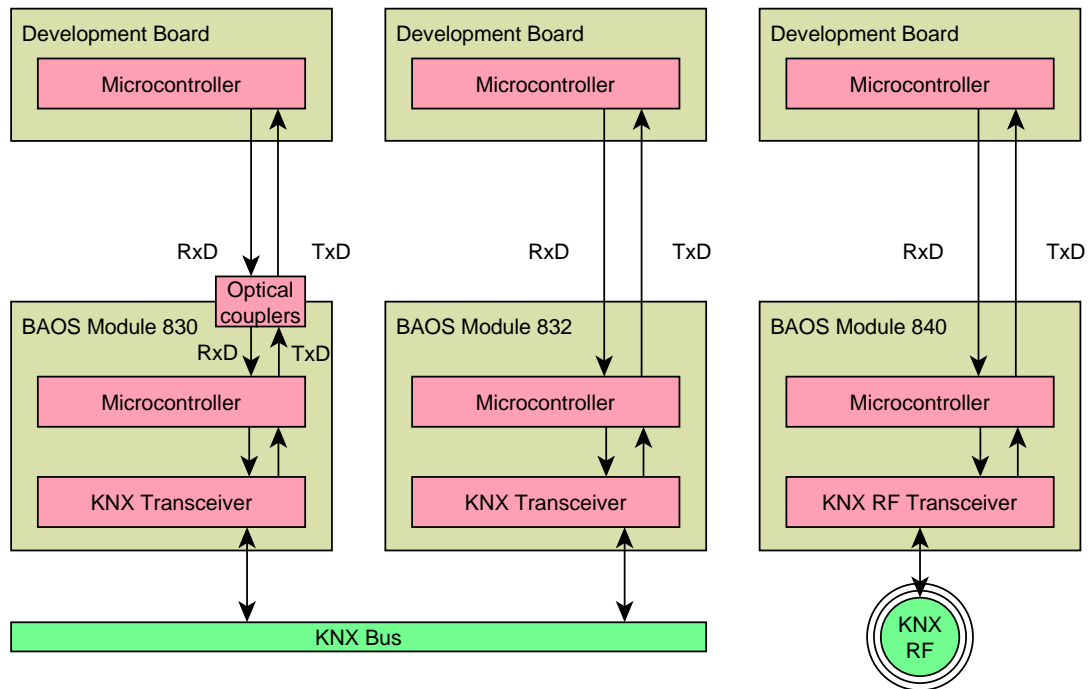 Development Board
Microcontroller
RxD
TxD
Optical
couplers
BAOS Module 830
RxD
TxD
Microcontroller
KNX Transceiver
Development Board
Microcontroller
RxD
TxD
BAOS Module 832
Microcontroller
KNX Transceiver
KNX Bus
Development Board
Microcontroller
RxD
TxD
BAOS Module 840
Microcontroller
KNX RF Transceiver
KNX
RF